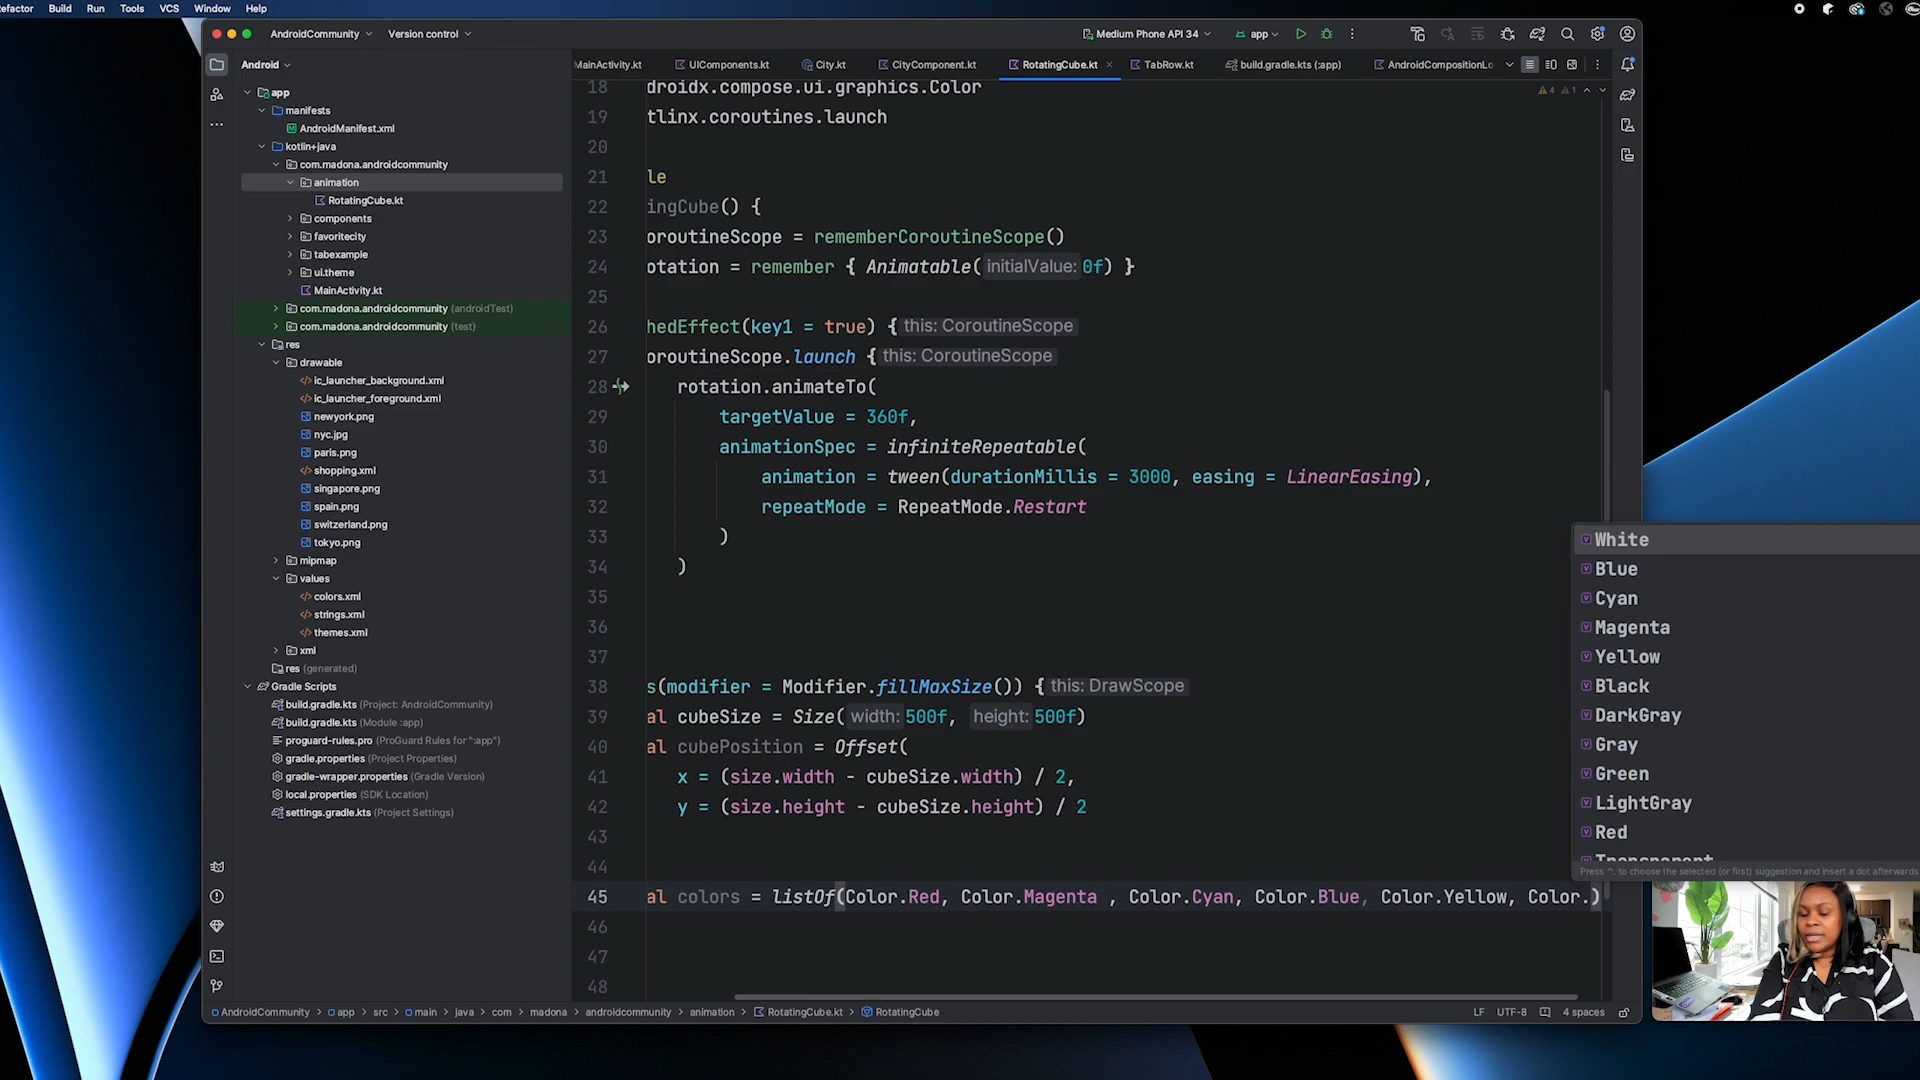 efactor Build Run Tools VCS Window Help
AndroidCommunity Version control Medium Phone API 34 app
Android
MainActivity.kt UIComponents.kt City.kt CityComponent.kt RotatingCube.kt TabRow.kt build.gradle.kts (:app) AndroidCompositionLo
app
manifests
AndroidManifest.xml
kotlin+java
com.madona.androidcommunity
animation
RotatingCube.kt
components
favoritecity
tabexample
ui.theme
MainActivity.kt
com.madona.androidcommunity (androidTest)
com.madona.androidcommunity (test)
res
drawable
ic_launcher_background.xml
ic_launcher_foreground.xml
newyork.png
nyc.jpg
paris.png
shopping.xml
singapore.png
spain.png
switzerland.png
tokyo.png
mipmap
values
colors.xml
strings.xml
themes.xml
xml
res (generated)
Gradle Scripts
build.gradle.kts (Project: AndroidCommunity)
build.gradle.kts (Module :app)
proguard-rules.pro (ProGuard Rules for ":app")
gradle.properties (Project Properties)
gradle-wrapper.properties (Gradle Version)
local.properties (SDK Location)
settings.gradle.kts (Project Settings)
4 1
18 droidx.compose.ui.graphics.Color
19 tlinx.coroutines.launch
20
21 le
22 ingCube() {
23 oroutineScope = rememberCoroutineScope()
24 otation = remember { Animatable( initialValue: 0f) }
25
26 hedEffect(key1 = true) { this: CoroutineScope
27 oroutineScope.launch { this: CoroutineScope
28 rotation.animateTo(
29 targetValue = 360f,
30 animationSpec = infiniteRepeatable(
31 animation = tween(durationMillis = 3000, easing = LinearEasing),
32 repeatMode = RepeatMode.Restart
33 )
34 )
35
36
37
38 s(modifier = Modifier.fillMaxSize()) { this: DrawScope
39 al cubeSize = Size( width: 500f, height: 500f)
40 al cubePosition = Offset(
41 x = (size.width - cubeSize.width) / 2,
42 y = (size.height - cubeSize.height) / 2
43
44
45 al colors = listOf(Color.Red, Color.Magenta , Color.Cyan, Color.Blue, Color.Yellow, Color.)
46
47
48
White
Blue
Cyan
Magenta
Yellow
Black
DarkGray
Gray
Green
LightGray
Red
Transparent
Press ^. to choose the selected (or first) suggestion and insert a dot afterwards
AndroidCommunity > app > src > main > java > com > madona > androidcommunity > animation > RotatingCube.kt > RotatingCube
LF UTF-8 4 spaces